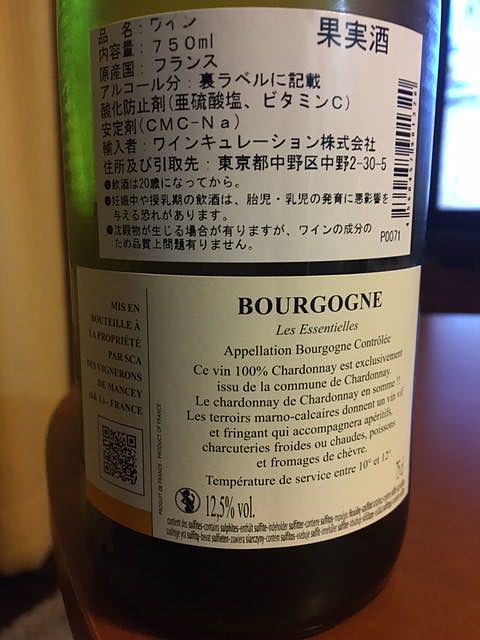 品 名：ワイン
果実酒
内容量：７５０ml
原産国：フランス
アルコール分：裏ラベルに記載
酸化防止剤(亜硫酸塩、ビタミンC)
安定剤(CMC-Na)
輸入者：ワインキュレーション株式会社
住所及び引取先：東京都中野区中野2-30-5
●飲酒は20歳になってから。
●妊娠中や授乳期の飲酒は、胎児・乳児の発育に悪影響を
与える恐れがあります。
●沈殿物が生じる場合が有りますが、ワインの成分の
ため品質上問題有りません。
P0071
MIS EN
BOUTEILLE À
LA PROPRIÉTÉ
PAR SCA
DES VIGNERONS
DE MANCEY
FRANCE
PRODUIT DE FRANCE - PRODUCT OF FRANCE
BOURGOGNE
Les Essentielles
Appellation Bourgogne Contrôlée
Ce vin 100% Chardonnay est exclusivement
issu de la commune de Chardonnay.
Le chardonnay de Chardonnay en somme !?
Les terroirs marno-calcaires donnent un vin vif
et fringant qui accompagnera apéritifs,
charcuteries froides ou chaudes, poissons
et fromages de chèvre.
Température de service entre 10° et 12°.
12,5% vol.
contient des sulfites-contains sulphites-enthält sulfite